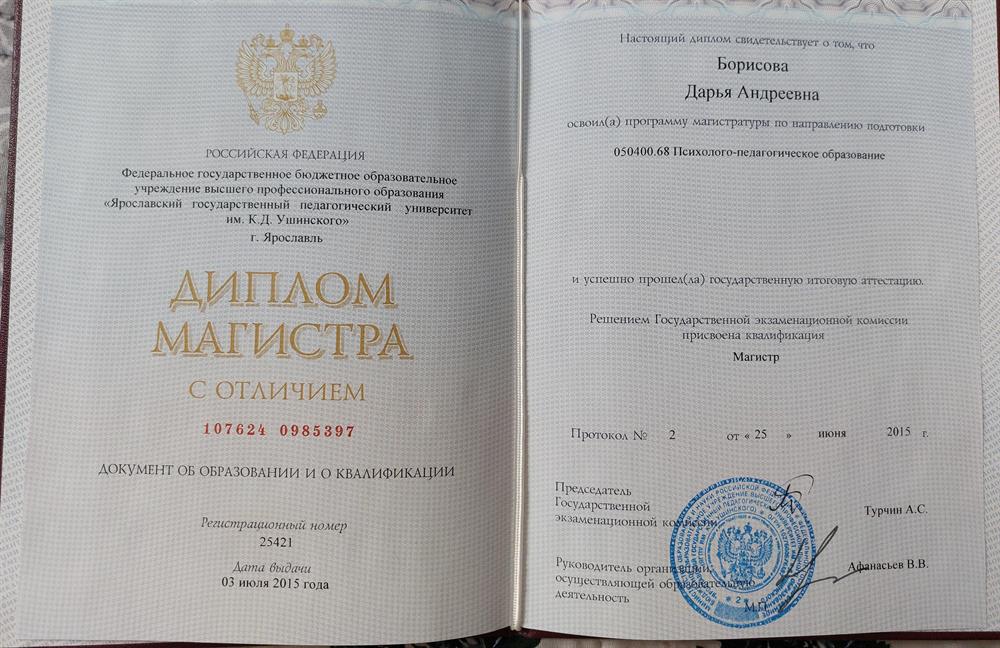 РОССИЙСКАЯ ФЕДЕРАЦИЯ
Федеральное государственное бюджетное образовательное
учреждение высшего профессионального образования
«Ярославский государственный педагогический университет
им. К.Д. Ушинского»
г. Ярославль
ДИПЛОМ
МАГИСТРА
С ОТЛИЧИЕМ
107624 0985397
ДОКУМЕНТ ОБ ОБРАЗОВАНИИ И О КВАЛИФИКАЦИИ
Регистрационный номер
25421
Дата выдачи
03 июля 2015 года
Настоящий диплом свидетельствует о том, что
Борисова
Дарья Андреевна
освоил(а) программу магистратуры по направлению подготовки
050400.68 Психолого-педагогическое образование
и успешно прошел(ла) государственную итоговую аттестацию.
Решением Государственной экзаменационной комиссии
присвоена квалификация
Магистр
Протокол № 2 от « 25 » июня 2015 г.
Председатель
Государственной
экзаменационной комиссии
Турчин А.С.
Руководитель организации,
осуществляющей образовательную
деятельность
Афанасьев В.В.
М.П.